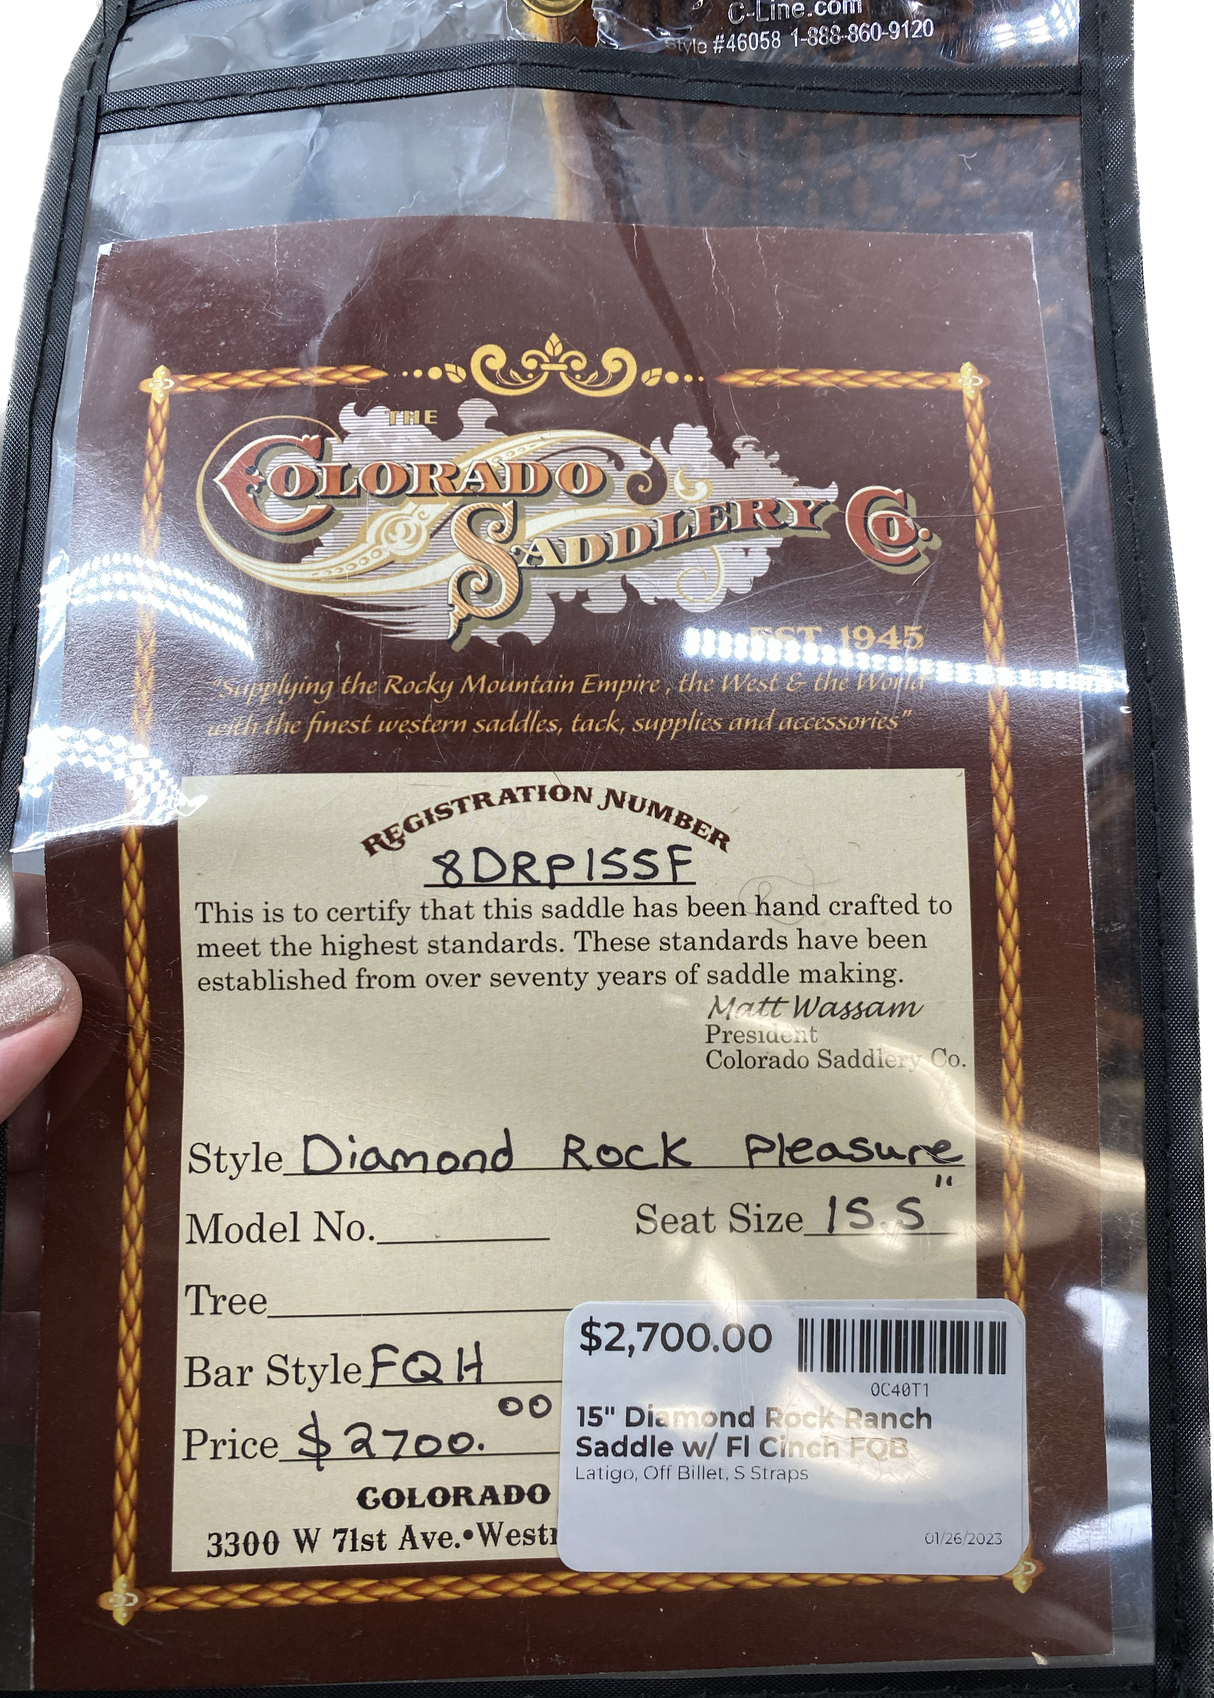 C-Line.com
Style #46058 1-888-860-9120
THE
COLORADO
SADDLERY CO.
EST. 1945
"Supplying the Rocky Mountain Empire, the West & the World
with the finest western saddles, tack, supplies and accessories"
REGISTRATION NUMBER
8DRP155F
This is to certify that this saddle has been hand crafted to
meet the highest standards. These standards have been
established from over seventy years of saddle making.
Matt Wassam
President
Colorado Saddlery Co.
Style Diamond Rock Pleasure
Model No. Seat Size 15.5"
Tree
Bar Style FQH
Price $2700.00
COLORADO
3300 W 71st Ave.•Westr
$2,700.00
0C40T1
15" Diamond Rock Ranch
Saddle w/ Fl Cinch FQB
Latigo, Off Billet, S Straps
01/26/2023